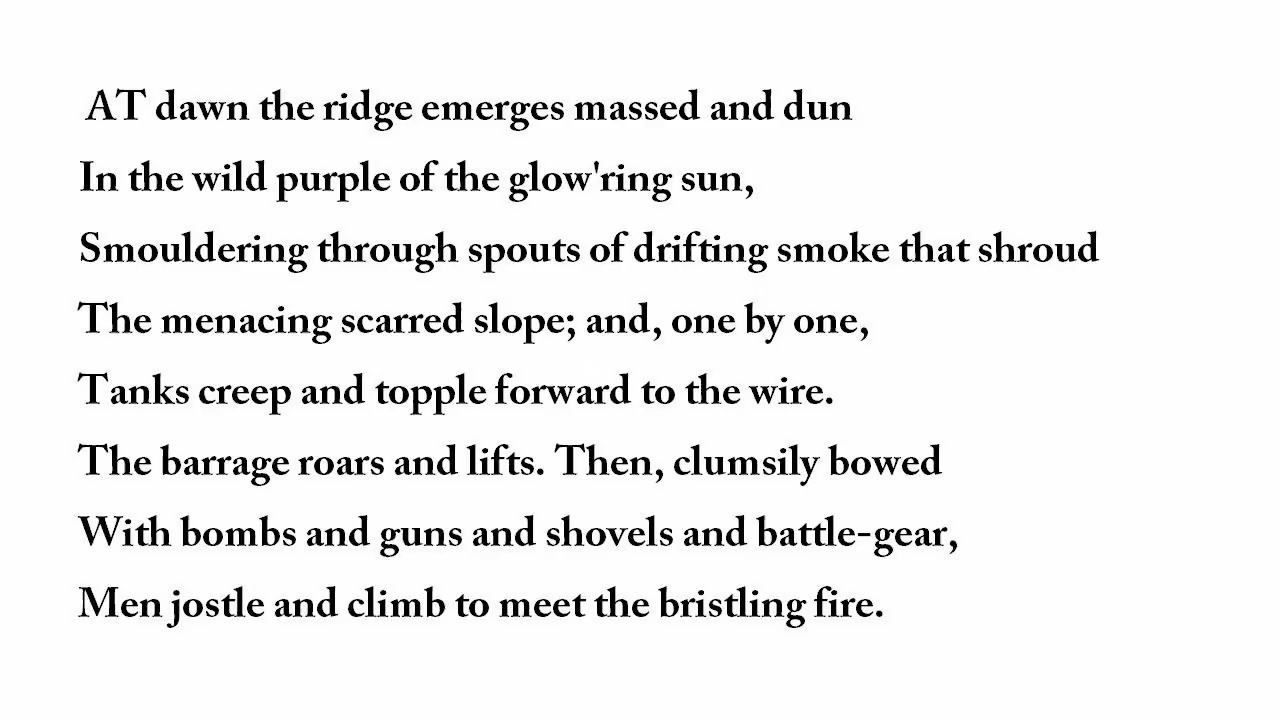 AT dawn the ridge emerges massed and dun
In the wild purple of the glow'ring sun,
Smouldering through spouts of drifting smoke that shroud
The menacing scarred slope; and, one by one,
Tanks creep and topple forward to the wire.
The barrage roars and lifts. Then, clumsily bowed
With bombs and guns and shovels and battle-gear,
Men jostle and climb to meet the bristling fire.